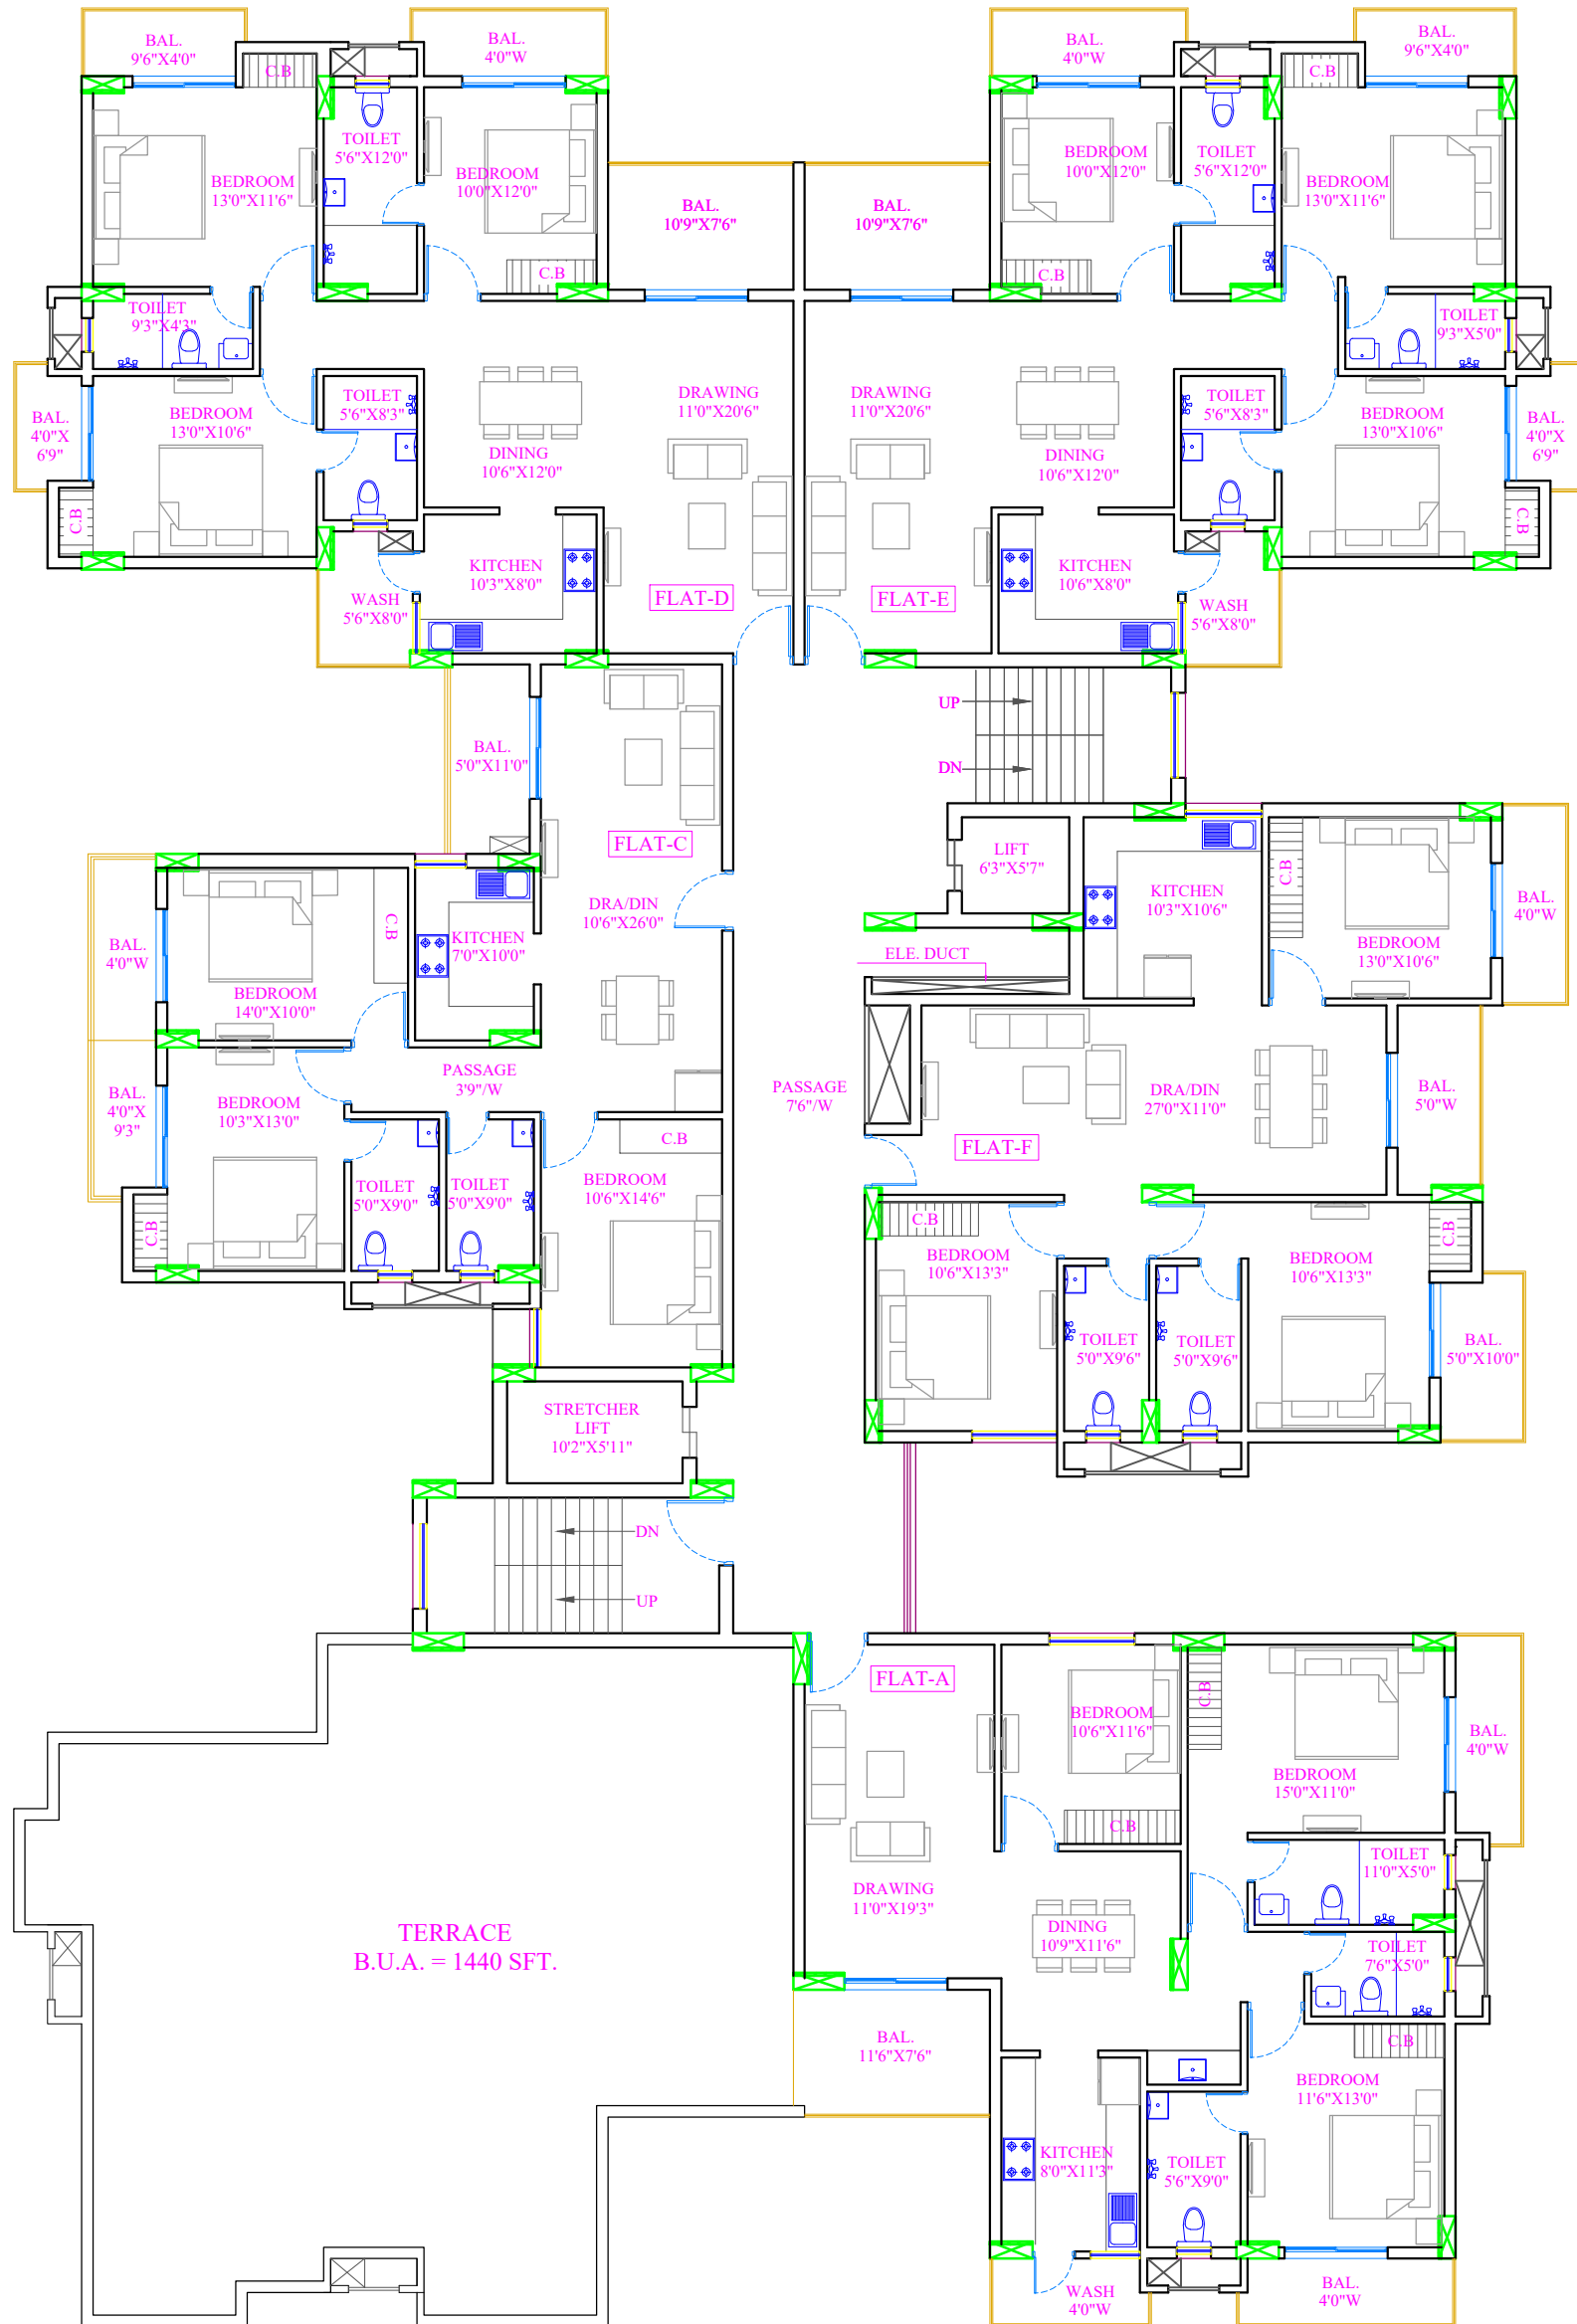 BAL.
9'6"X4'0"
C.B
BAL.
4'0"W
BAL.
4'0"W
C.B
BAL.
9'6"X4'0"
TOILET
5'6"X12'0"
BEDROOM
13'0"X11'6"
BEDROOM
10'0"X12'0"
BEDROOM
10'0"X12'0"
TOILET
5'6"X12'0"
BEDROOM
13'0"X11'6"
BAL.
10'9"X7'6"
BAL.
10'9"X7'6"
C.B
C.B
TOILET
9'3"X4'3"
TOILET
9'3"X5'0"
BAL.
4'0"X
6'9"
BEDROOM
13'0"X10'6"
TOILET
5'6"X8'3"
DINING
10'6"X12'0"
DRAWING
11'0"X20'6"
DRAWING
11'0"X20'6"
DINING
10'6"X12'0"
TOILET
5'6"X8'3"
BEDROOM
13'0"X10'6"
BAL.
4'0"X
6'9"
C.B
C.B
KITCHEN
10'3"X8'0"
KITCHEN
10'6"X8'0"
WASH
5'6"X8'0"
FLAT-D
FLAT-E
WASH
5'6"X8'0"
UP
DN
BAL.
5'0"X11'0"
FLAT-C
LIFT
6'3"X5'7"
DRA/DIN
10'6"X26'0"
KITCHEN
10'3"X10'6"
C.B
BAL.
4'0"W
BEDROOM
13'0"X10'6"
BAL.
4'0"W
C.B
KITCHEN
7'0"X10'0"
BEDROOM
14'0"X10'0"
ELE. DUCT
PASSAGE
3'9"/W
PASSAGE
7'6"/W
DRA/DIN
27'0"X11'0"
BAL.
5'0"W
BAL.
4'0"X
9'3"
BEDROOM
10'3"X13'0"
C.B
FLAT-F
TOILET
5'0"X9'0"
TOILET
5'0"X9'0"
BEDROOM
10'6"X14'6"
C.B
C.B
C.B
BEDROOM
10'6"X13'3"
BEDROOM
10'6"X13'3"
TOILET
5'0"X9'6"
TOILET
5'0"X9'6"
BAL.
5'0"X10'0"
STRETCHER
LIFT
10'2"X5'11"
DN
UP
FLAT-A
C.B
BEDROOM
10'6"X11'6"
BEDROOM
15'0"X11'0"
BAL.
4'0"W
C.B
TOILET
11'0"X5'0"
DRAWING
11'0"X19'3"
DINING
10'9"X11'6"
TERRACE
B.U.A. = 1440 SFT.
TOILET
7'6"X5'0"
BAL.
11'6"X7'6"
C.B
BEDROOM
11'6"X13'0"
KITCHEN
8'0"X11'3"
TOILET
5'6"X9'0"
WASH
4'0"W
BAL.
4'0"W